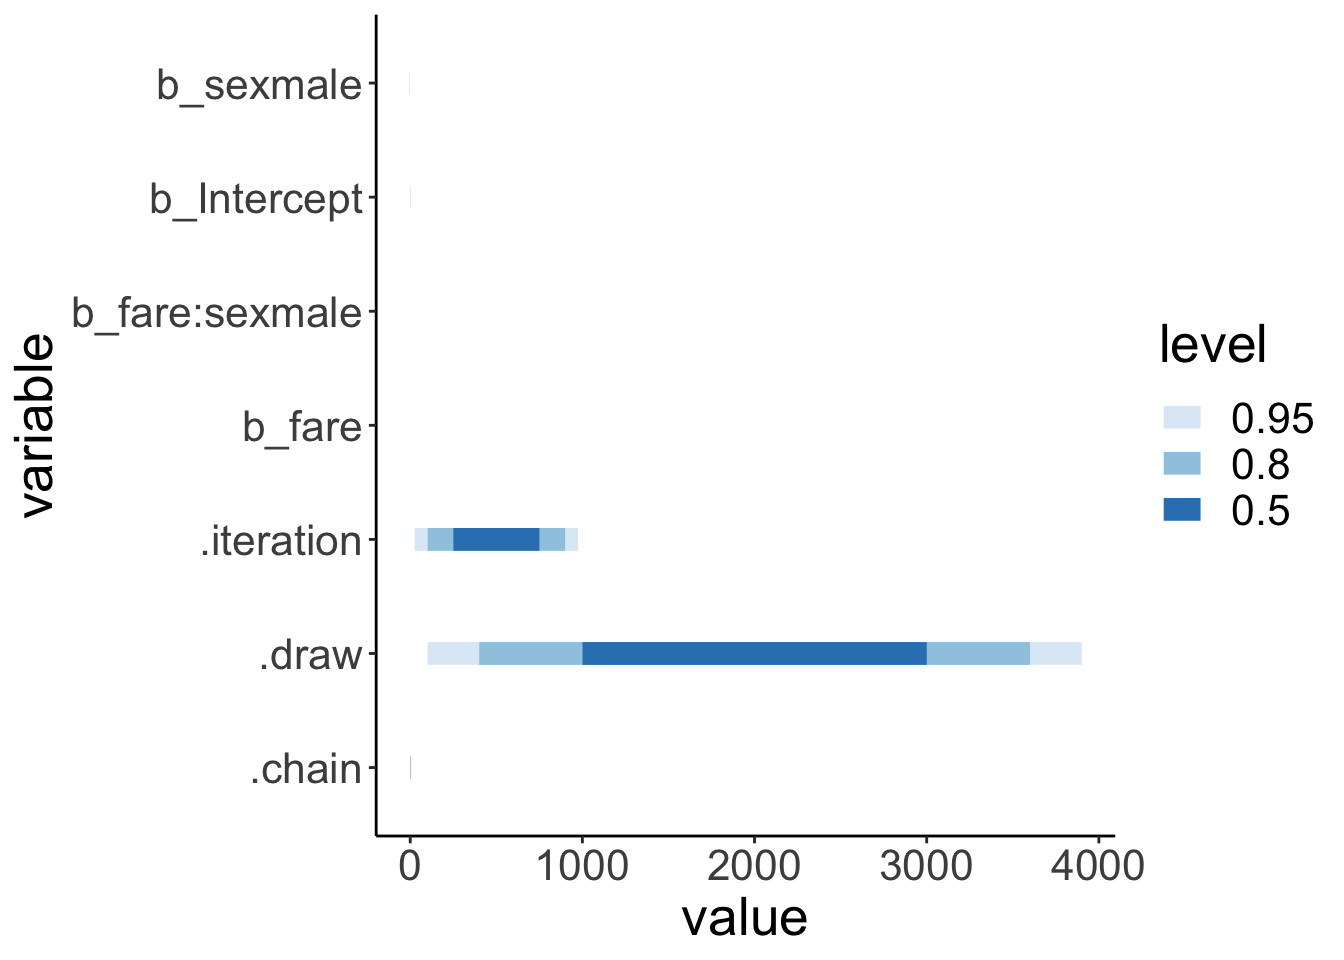 variable
b_sexmale
b_Intercept
b_fare:sexmale
b_fare
.iteration
.draw
.chain
0 1000 2000 3000 4000
value
level
0.95
0.8
0.5